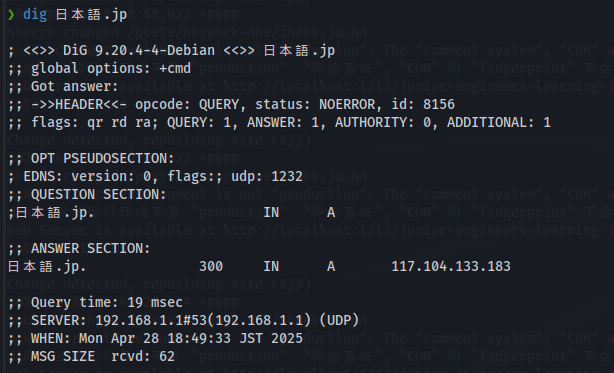 ❯ dig 日本語.jp
; <<>> DiG 9.20.4-4-Debian <<>> 日本語.jp
;; global options: +cmd
;; Got answer:
;; ->>HEADER<<- opcode: QUERY, status: NOERROR, id: 8156
;; flags: qr rd ra; QUERY: 1, ANSWER: 1, AUTHORITY: 0, ADDITIONAL: 1
;; OPT PSEUDOSECTION:
; EDNS: version: 0, flags:; udp: 1232
;; QUESTION SECTION:
;日本語.jp. IN A
;; ANSWER SECTION:
日本語.jp. 300 IN A 117.104.133.183
;; Query time: 19 msec
;; SERVER: 192.168.1.1#53(192.168.1.1) (UDP)
;; WHEN: Mon Apr 28 18:49:33 JST 2025
;; MSG SIZE rcvd: 62